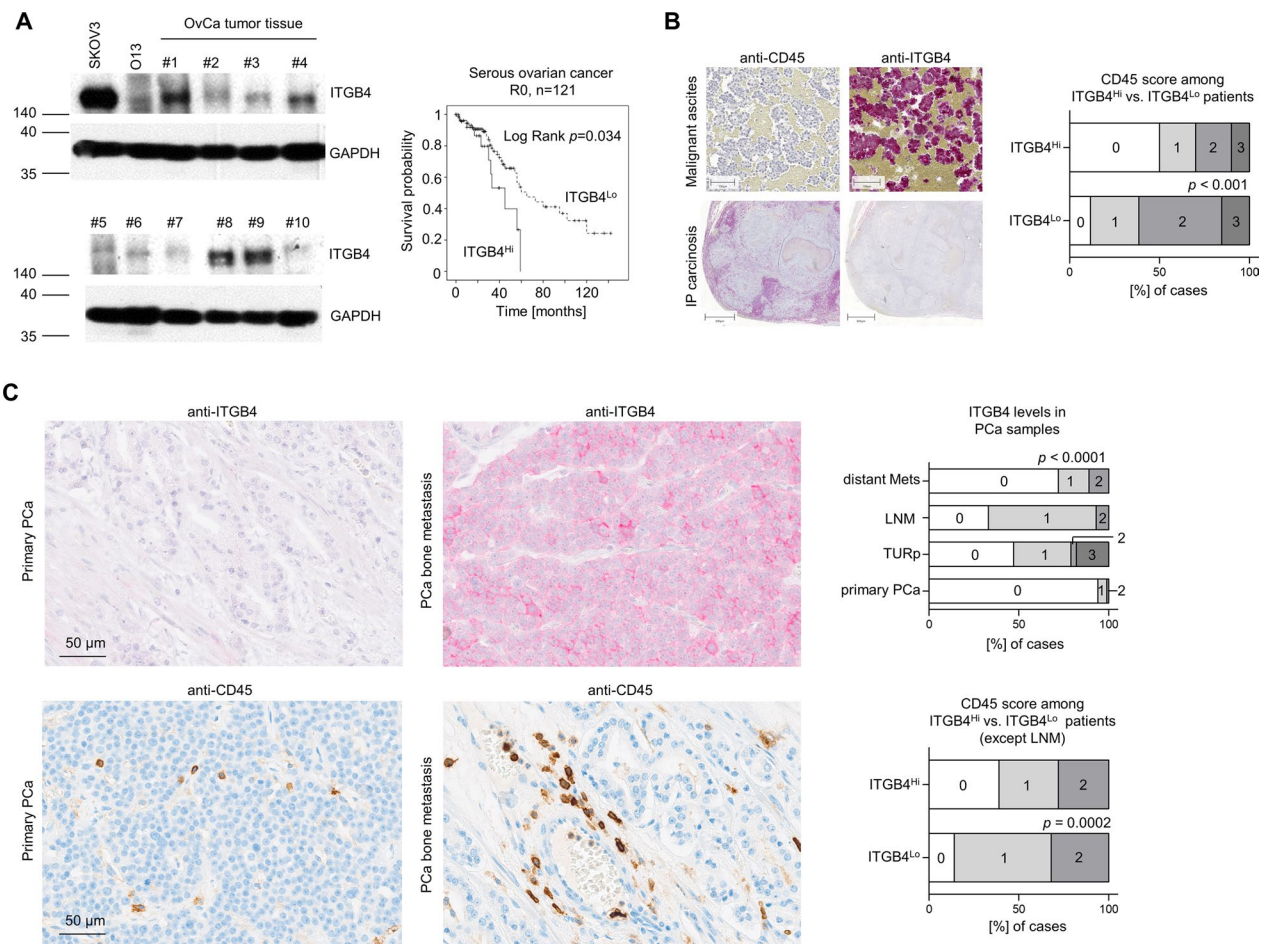 A
OvCa tumor tissue
SKOV3
O13
#1 #2 #3 #4
ITGB4
140
40
GAPDH
35
#5 #6 #7 #8 #9 #10
ITGB4
140
40
GAPDH
35
Serous ovarian cancer
R0, n=121
Log Rank p=0.034
ITGB4Lo
ITGB4Hi
Survival probability
1
0.8
0.6
0.4
0.2
0
0 40 80 120
Time [months]
B
anti-CD45 anti-ITGB4
Malignant ascites
IP carcinosis
CD45 score among
ITGB4Hi vs. ITGB4Lo patients
ITGB4Hi
0 1 2 3
p < 0.001
ITGB4Lo
0 1 2 3
0 50 100
[%] of cases
C
anti-ITGB4
Primary PCa
50 µm
anti-ITGB4
PCa bone metastasis
ITGB4 levels in
PCa samples
p < 0.0001
distant Mets
0 1 2
LNM
0 1 2
2
TURp
0 1 3
primary PCa
0 1 2
0 50 100
[%] of cases
anti-CD45
Primary PCa
50 µm
anti-CD45
PCa bone metastasis
CD45 score among
ITGB4Hi vs. ITGB4Lo patients
(except LNM)
ITGB4Hi
0 1 2
p = 0.0002
ITGB4Lo
0 1 2
0 50 100
[%] of cases